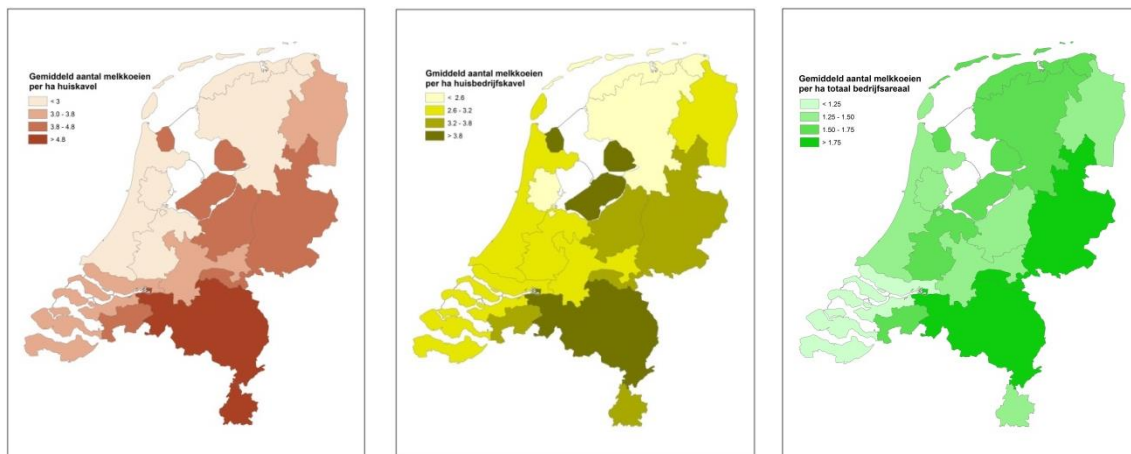 Gemiddeld aantal melkkoeien
per ha huiskavel
< 3
3.0 - 3.8
3.8 - 4.8
> 4.8
Gmiddeld aantal melkkoeien
per ha huisbedrijfskavel
< 2.6
2.6 - 3.2
3.2 - 3.8
> 3.8
Gemiddeld aantal melkkoeien
per ha totaal bedrijfsareaal
< 1.25
1.25 - 1.50
1.50 - 1.75
> 1.75